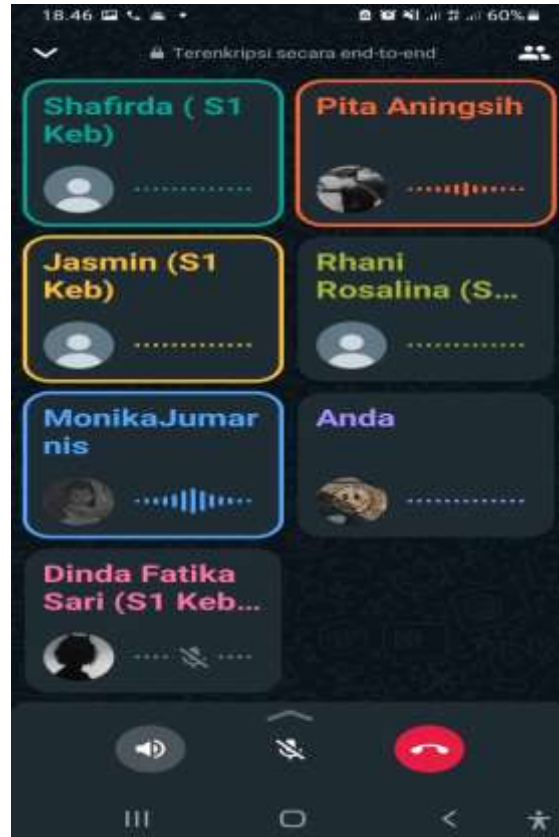 18.46
60%
Terenkripsi secara end-to-end
Shafirda ( S1
Keb)
Pita Aningsih
Jasmin (S1
Keb)
Rhani
Rosalina (S...
MonikaJumar
nis
Anda
Dinda Fatika
Sari (S1 Keb...